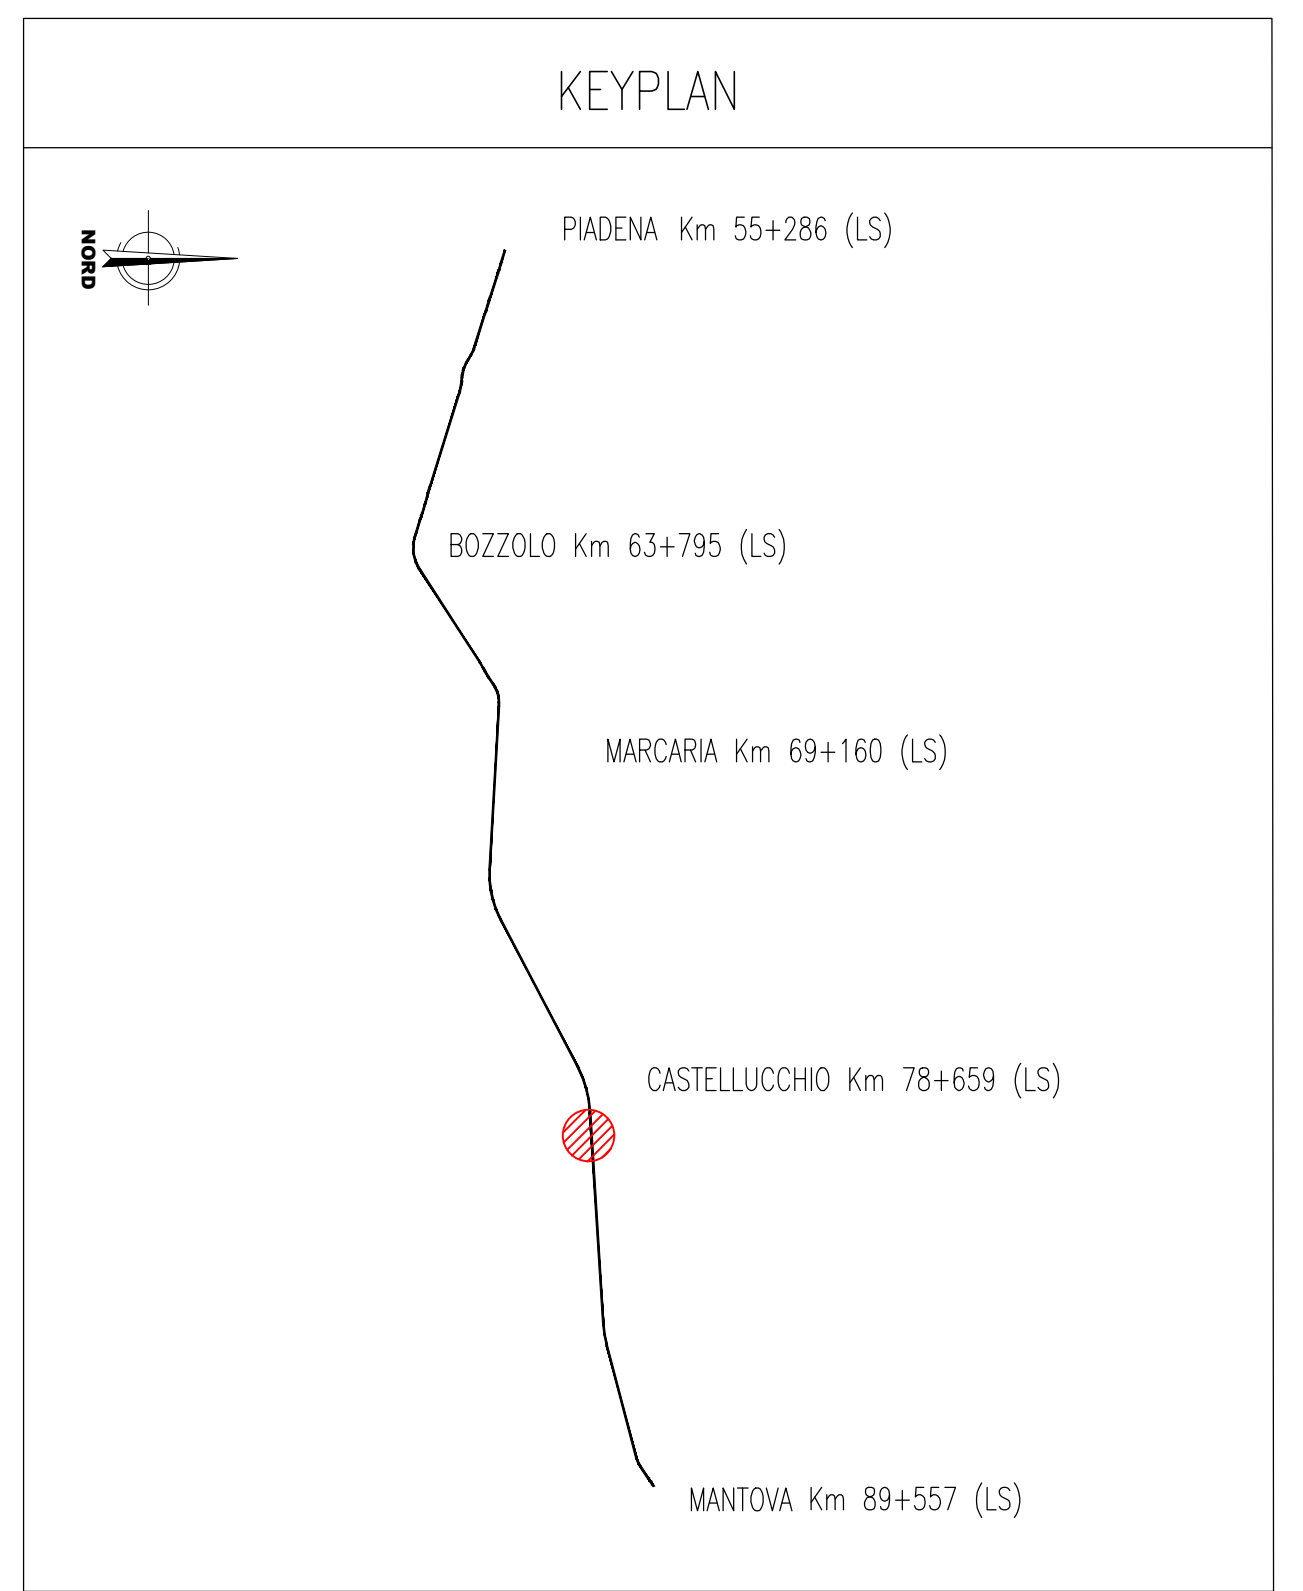 KEYPLAN
NORD
PIADENA Km 55+286 (LS)
BOZZOLO Km 63+795 (LS)
MARCARIA Km 69+160 (LS)
CASTELLUCCHIO Km 78+659 (LS)
MANTOVA Km 89+557 (LS)